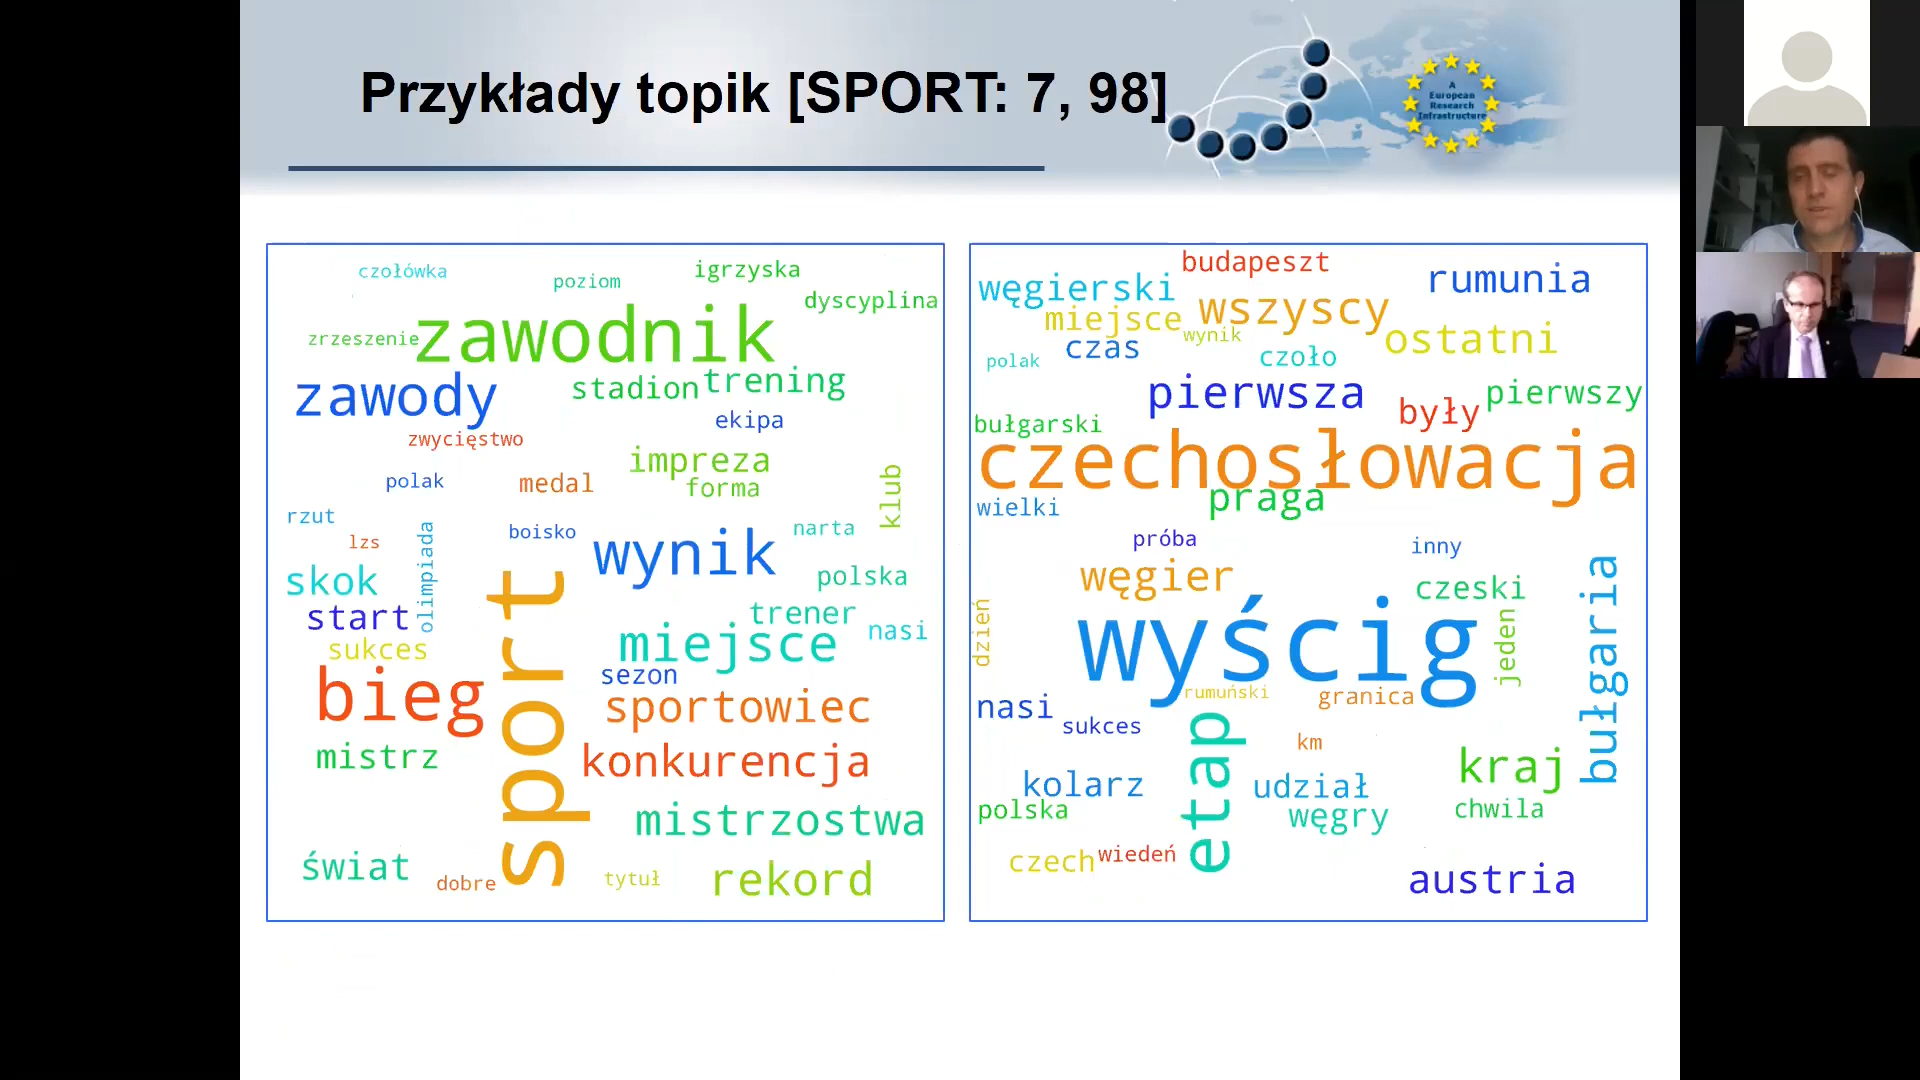 Przykłady topik [SPORT: 7, 98]
A
European
Research
Infrastructure
czołówka
poziom
igrzyska
dyscyplina
zrzeszenie
zawodnik
zawody
stadion
trening
ekipa
zwycięstwo
impreza
polak
medal
forma
klub
rzut
lzs
olimpiada
boisko
wynik
narta
skok
polska
start
trener
sukces
miejsce
nasi
sport
sezon
bieg
sportowiec
mistrz
konkurencja
mistrzostwa
świat
dobre
tytuł
rekord
budapeszt
węgierski
rumunia
miejsce
wszyscy
wynik
ostatni
czas
polak
czoło
pierwsza
były
pierwszy
bułgarski
czechosłowacja
wielki
praga
próba
inny
węgier
czeski
bułgaria
dzień
wyścig
jeden
rumuński
granica
nasi
sukces
etap
km
kolarz
udział
kraj
polska
węgry
chwila
czech
wiedeń
austria